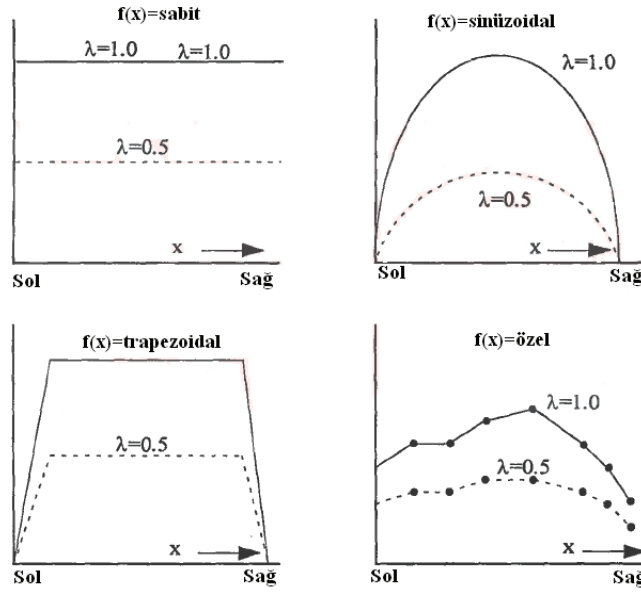 f(x)=sabit
λ=1.0 λ=1.0
λ=0.5
x
Sol Sağ
f(x)=sinüzoidal
λ=1.0
λ=0.5
x
Sol Sağ
f(x)=trapezoidal
λ=0.5
x
Sol Sağ
f(x)=özel
λ=1.0
λ=0.5
x
Sol Sağ